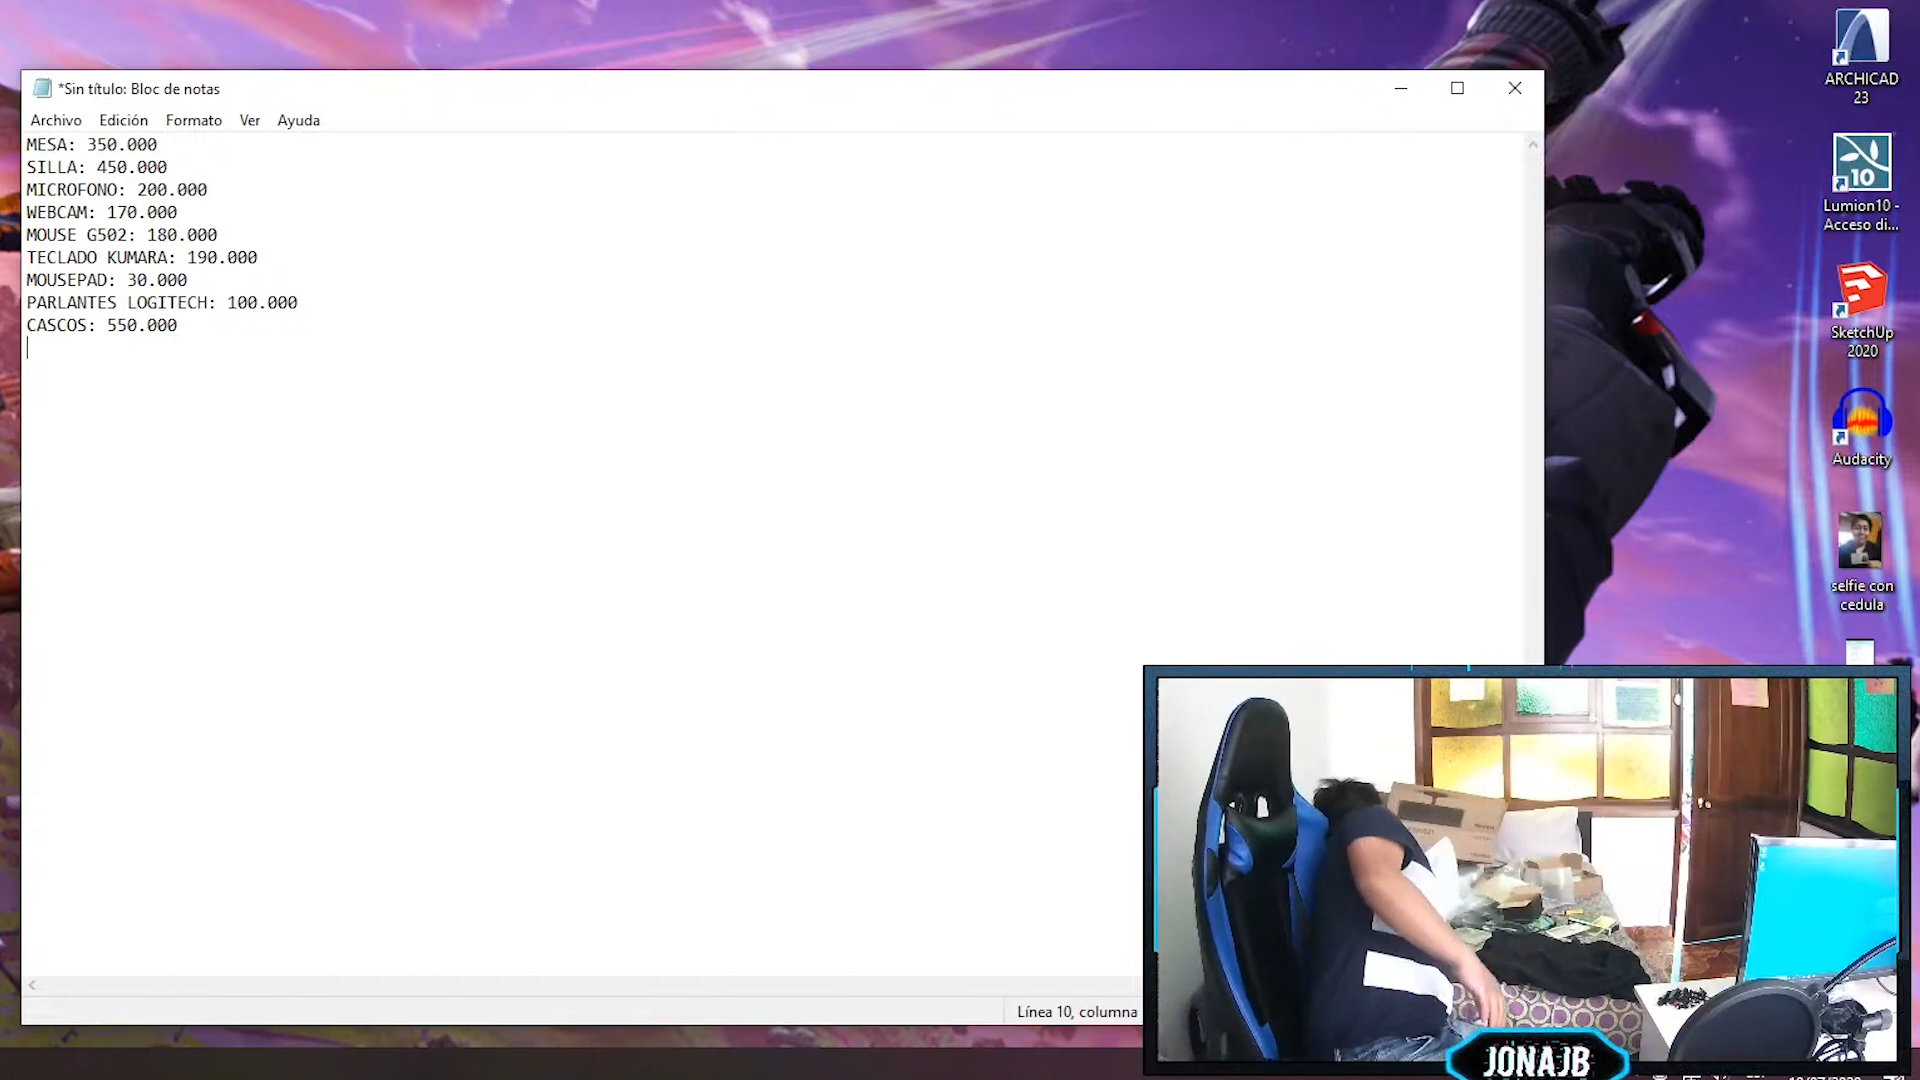 *Sin título: Bloc de notas
Archivo Edición Formato Ver Ayuda
MESA: 350.000
SILLA: 450.000
MICROFONO: 200.000
WEBCAM: 170.000
MOUSE G502: 180.000
TECLADO KUMARA: 190.000
MOUSEPAD: 30.000
PARLANTES LOGITECH: 100.000
CASCOS: 550.000
Línea 10, columna
ARCHICAD
23
10
Lumion10 -
Acceso di...
SketchUp
2020
Audacity
selfie con
cedula
JONAJB